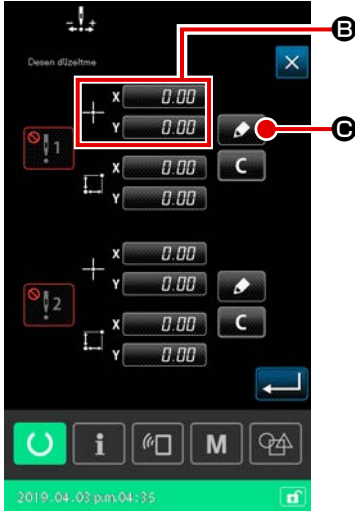 Desen düzeltme
B
X 0.00
Y 0.00
C
1
C
X 0.00
Y 0.00
X 0.00
Y 0.00
2
C
X 0.00
Y 0.00
i M
2019.04.03 p.m.04:35